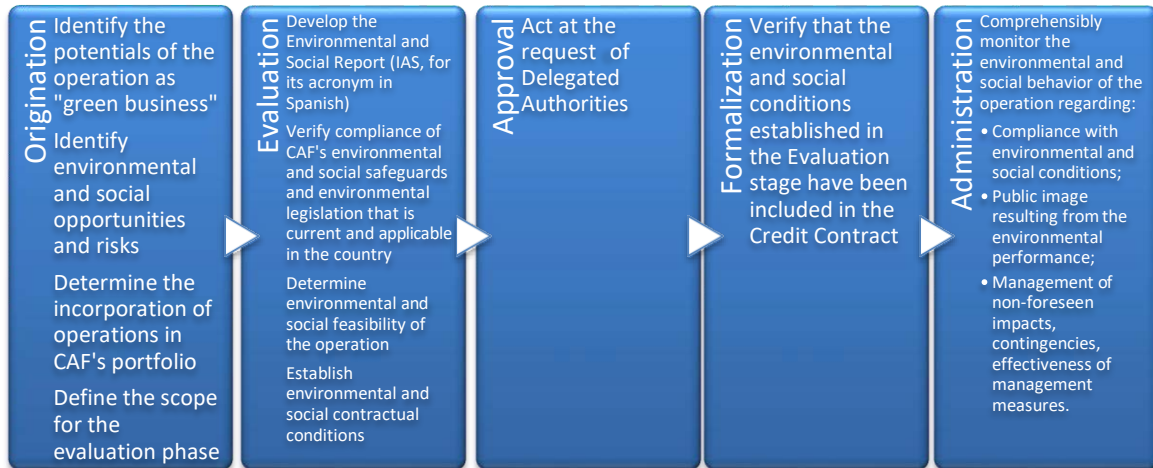 Origination
Identify the
potentials of the
operation as
"green business"
Identify
environmental
and social
opportunities
and risks
Determine the
incorporation of
operations in
CAF's portfolio
Define the scope
for the
evaluation phase
Evaluation
Develop the
Environmental and
Social Report (IAS, for
its acronym in
Spanish)
Verify compliance of
CAF's environmental
and social safeguards
and environmental
legislation that is
current and applicable
in the country
Determine
environmental and
social feasibility of
the operation
Establish
environmental and
social contractual
conditions
Approval
Act at the
request of
Delegated
Authorities
Formalization
Verify that the
environmental
and social
conditions
established in
the Evaluation
stage have been
included in the
Credit Contract
Administration
Comprehensibly
monitor the
environmental and
social behavior of the
operation regarding:
• Compliance with
environmental and
social conditions;
• Public image
resulting from the
environmental
performance;
• Management of
non-foreseen
impacts,
contingencies,
effectiveness of
management
measures.